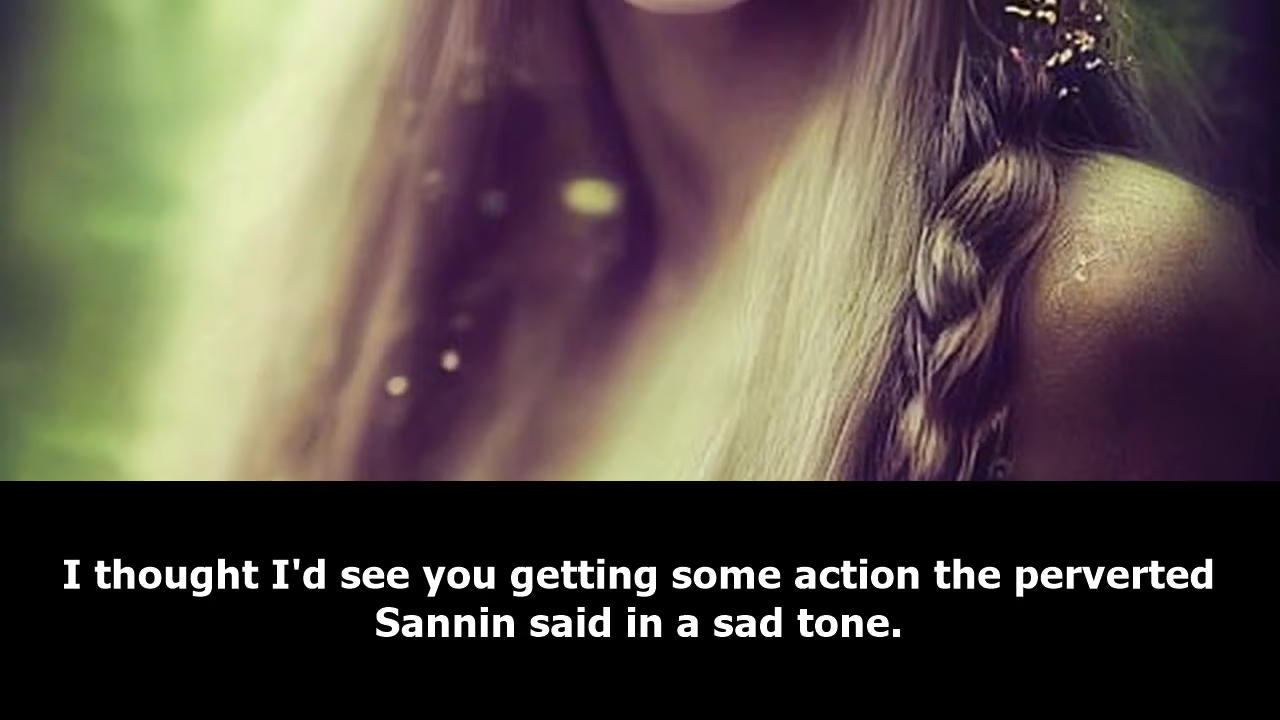 I thought I'd see you getting some action the perverted
Sannin said in a sad tone.